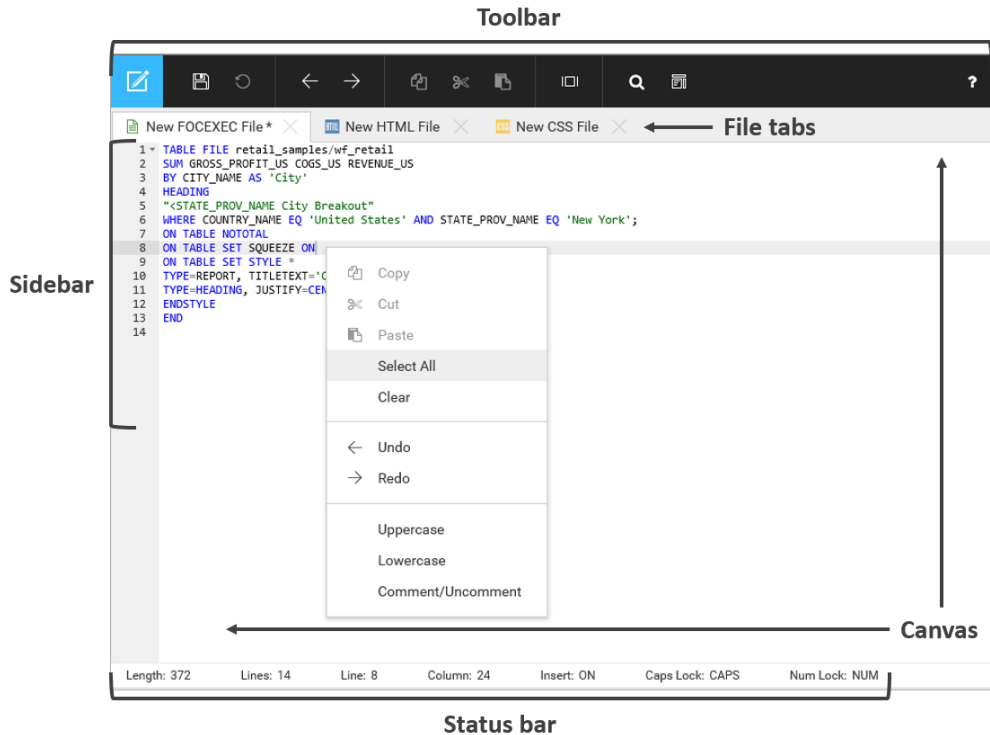 Toolbar
?
New FOCEXEC File* New HTML File New CSS File File tabs
1 TABLE FILE retail_samples/wf_retail
2 SUM GROSS_PROFIT_US COGS_US REVENUE_US
3 BY CITY_NAME AS 'City'
4 HEADING
5 "<STATE_PROV_NAME City Breakout"
6 WHERE COUNTRY_NAME EQ 'United States' AND STATE_PROV_NAME EQ 'New York';
7 ON TABLE NOTOTAL
8 ON TABLE SET SQUEEZE ON
9 ON TABLE SET STYLE *
10 TYPE=REPORT, TITLETEXT='
11 TYPE=HEADING, JUSTIFY=CEN
12 ENDSTYLE
13 END
14
Sidebar
Copy
Cut
Paste
Select All
Clear
Undo
Redo
Uppercase
Lowercase
Comment/Uncomment
Canvas
Length: 372 Lines: 14 Line: 8 Column: 24 Insert: ON Caps Lock: CAPS Num Lock: NUM
Status bar